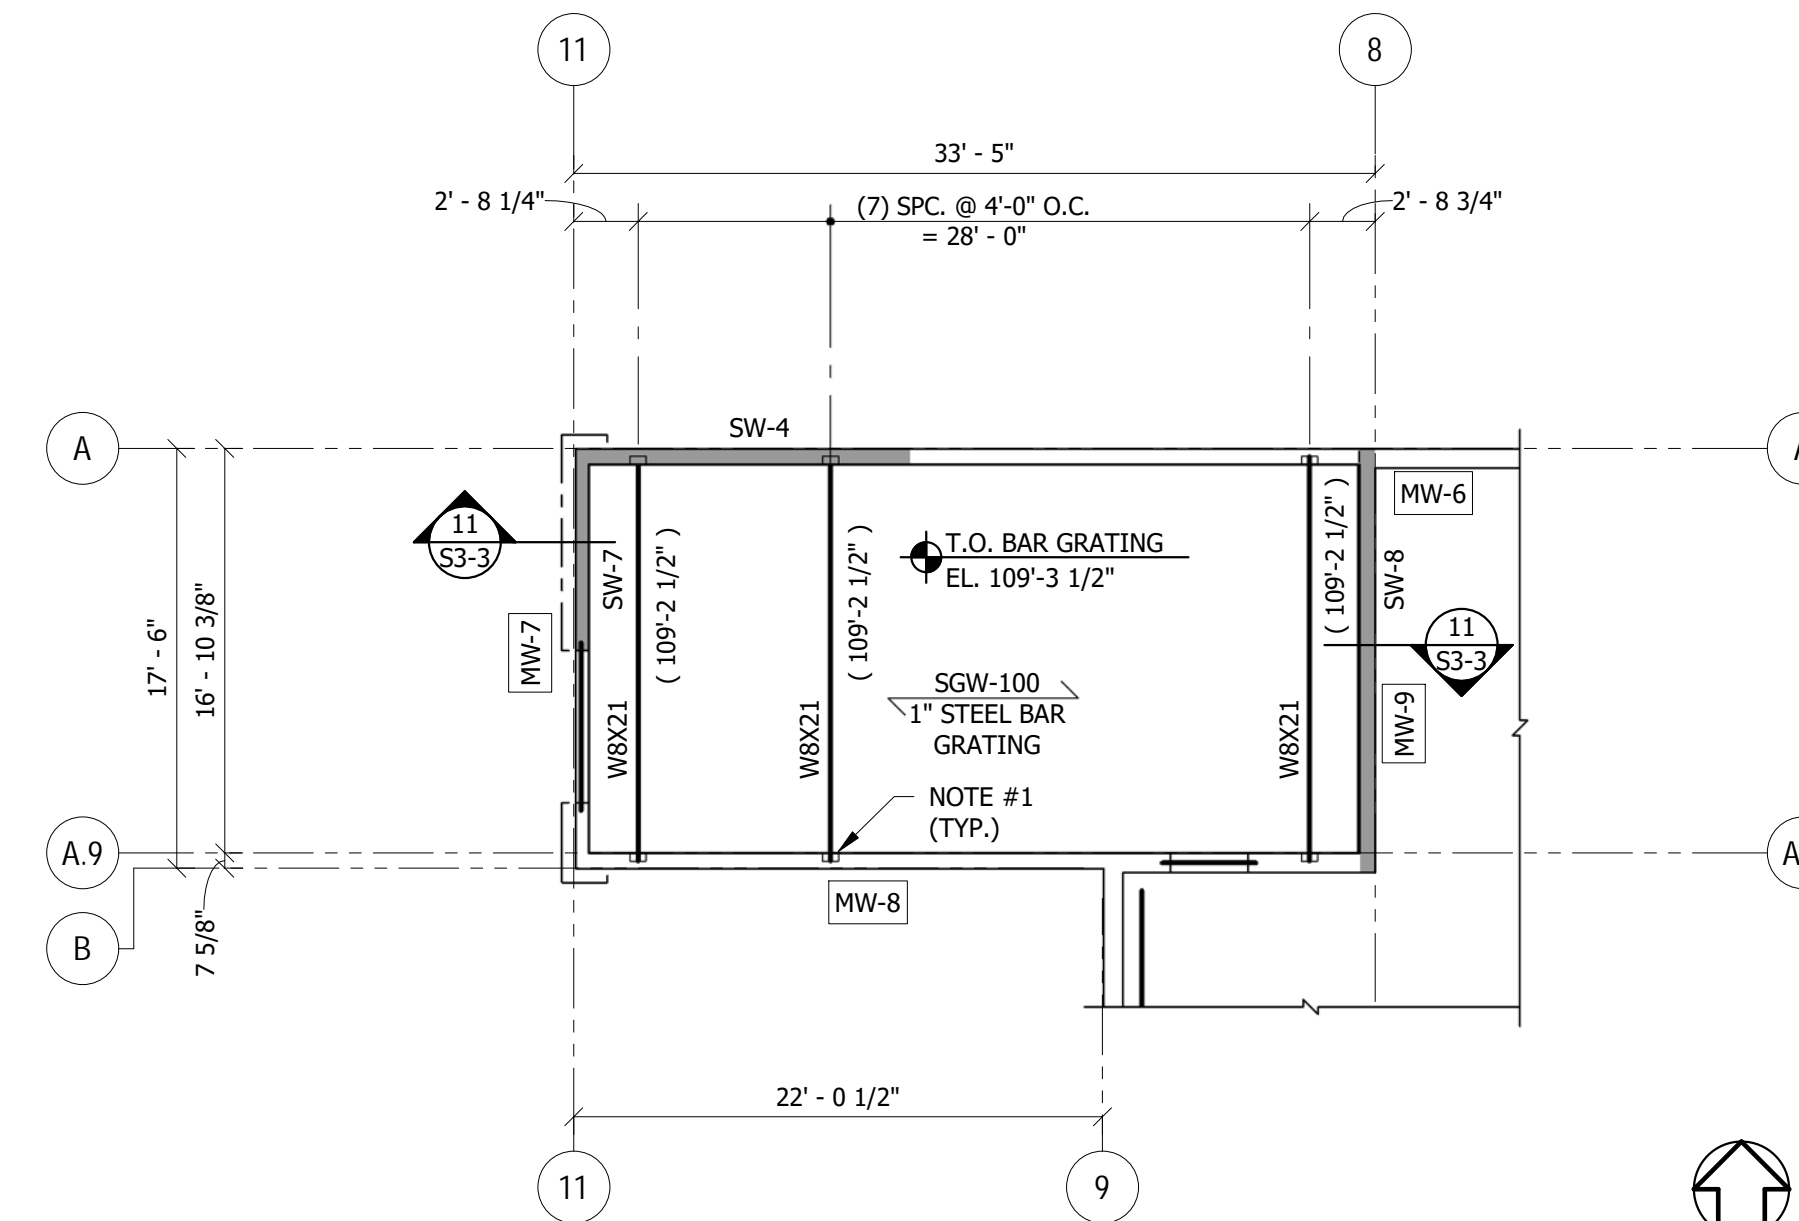 11
8
33' - 5"
2' - 8 1/4"
(7) SPC. @ 4'-0" O.C.
= 28' - 0"
2' - 8 3/4"
A
SW-4
MW-6
11
S3-3
SW-7
( 109'-2 1/2" )
( 109'-2 1/2" )
T.O. BAR GRATING
EL. 109'-3 1/2"
( 109'-2 1/2" )
SW-8
11
S3-3
17' - 6"
16' - 10 3/8"
MW-7
W8X21
W8X21
SGW-100
1" STEEL BAR
GRATING
W8X21
MW-9
NOTE #1
(TYP.)
A.9
MW-8
B
7 5/8"
22' - 0 1/2"
11
9